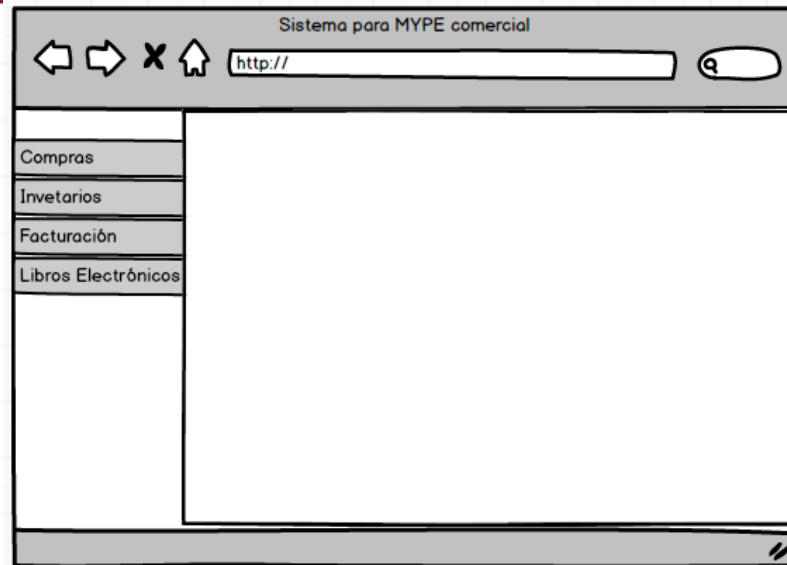 Sistema para MYPE comercial
http://
Compras
Invetarios
Facturación
Libros Electrónicos